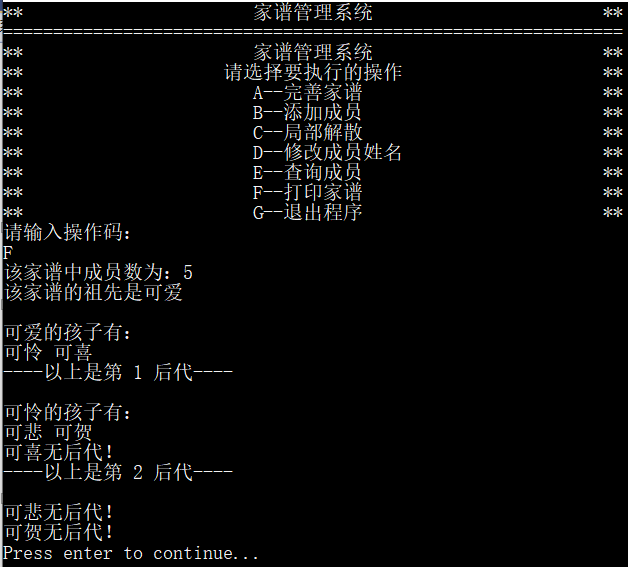 ** 家谱管理系统 **
==============================================================
** 家谱管理系统 **
** 请选择要执行的操作 **
** A--完善家谱 **
** B--添加成员 **
** C--局部解散 **
** D--修改成员姓名 **
** E--查询成员 **
** F--打印家谱 **
** G--退出程序 **
请输入操作码：
F
该家谱中成员数为：5
该家谱的祖先是可爱
可爱的孩子有：
可怜 可喜
----以上是第 1 后代----
可怜的孩子有：
可悲 可贺
可喜无后代！
----以上是第 2 后代----
可悲无后代！
可贺无后代！
Press enter to continue...